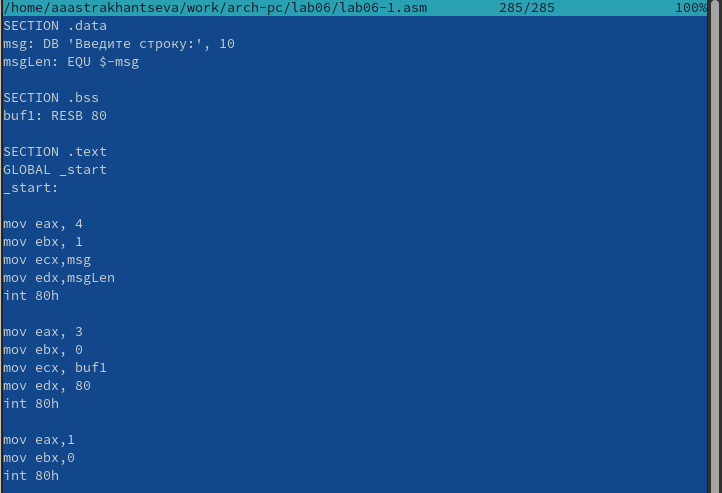 /home/aaastrakhantseva/work/arch-pc/lab06/lab06-1.asm 285/285 100%
SECTION .data
msg: DB 'Введите строку:', 10
msgLen: EQU $-msg
SECTION .bss
buf1: RESB 80
SECTION .text
GLOBAL _start
_start:
mov eax, 4
mov ebx, 1
mov ecx,msg
mov edx,msgLen
int 80h
mov eax, 3
mov ebx, 0
mov ecx, buf1
mov edx, 80
int 80h
mov eax,1
mov ebx,0
int 80h